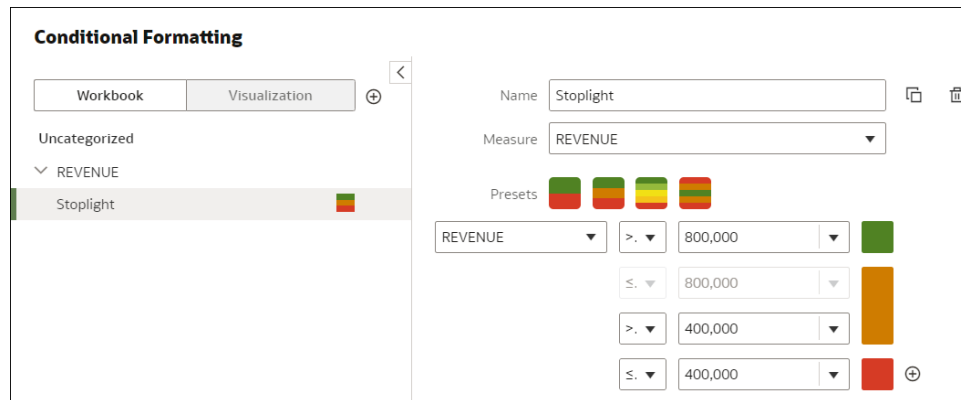 Conditional Formatting
Workbook Visualization
Name Stoplight
Uncategorized
Measure REVENUE
REVENUE
Stoplight
Presets
REVENUE >. 800,000
≤. 800,000
>. 400,000
≤. 400,000